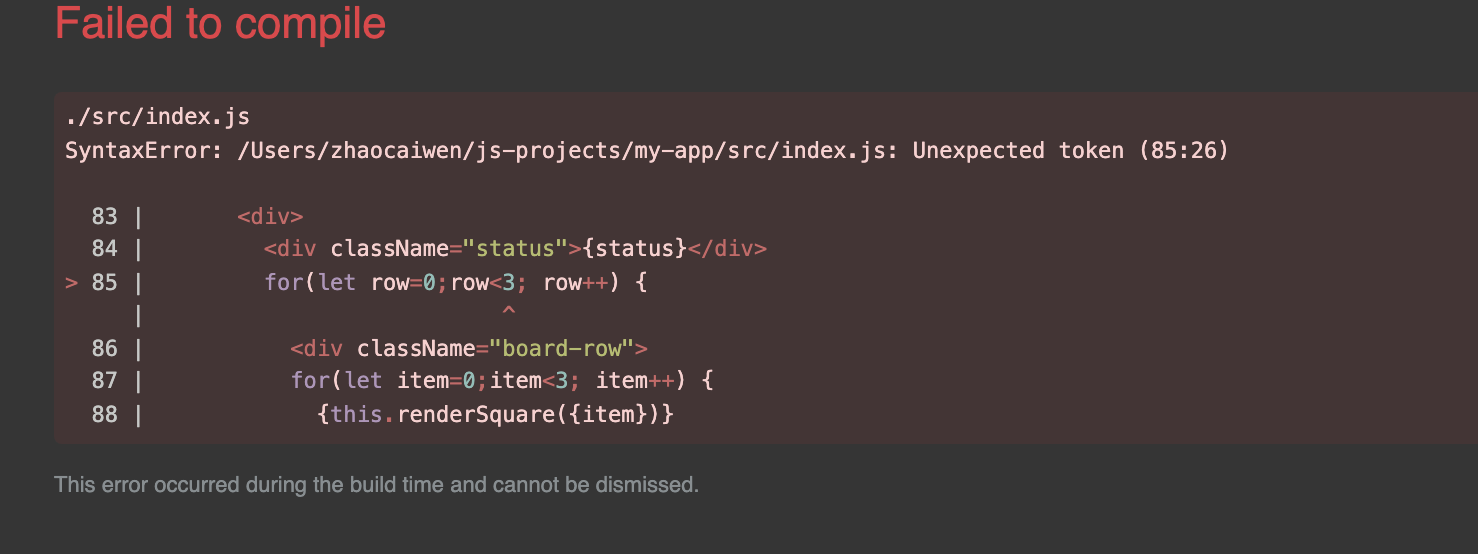 Failed to compile
./src/index.js
SyntaxError: /Users/zhaocaiwen/js-projects/my-app/src/index.js: Unexpected token (85:26)
  83 |       <div>
  84 |         <div className="status">{status}</div>
> 85 |         for(let row=0;row<3; row++) {
     |                           ^
  86 |           <div className="board-row">
  87 |           for(let item=0;item<3; item++) {
  88 |             {this.renderSquare({item})}
This error occurred during the build time and cannot be dismissed.